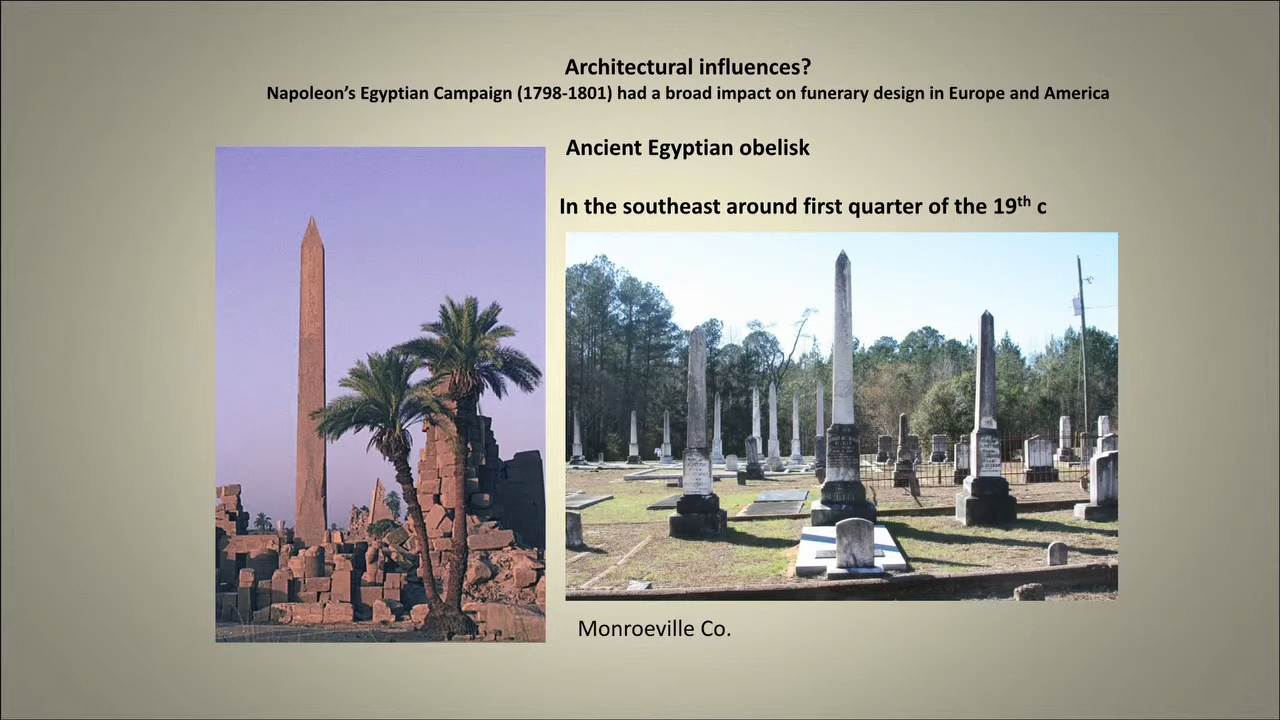 Architectural influences?
Napoleon’s Egyptian Campaign (1798-1801) had a broad impact on funerary design in Europe and America
Ancient Egyptian obelisk
In the southeast around first quarter of the 19th c
Monroeville Co.